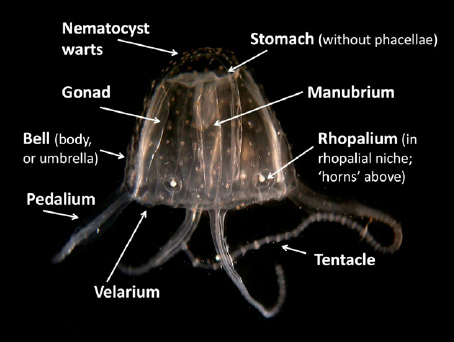 Nematocyst
warts
Stomach (without phacellae)
Gonad
Manubrium
Bell (body,
or umbrella)
Rhopalium (in
rhopalial niche;
‘horns’ above)
Pedalium
Tentacle
Velarium